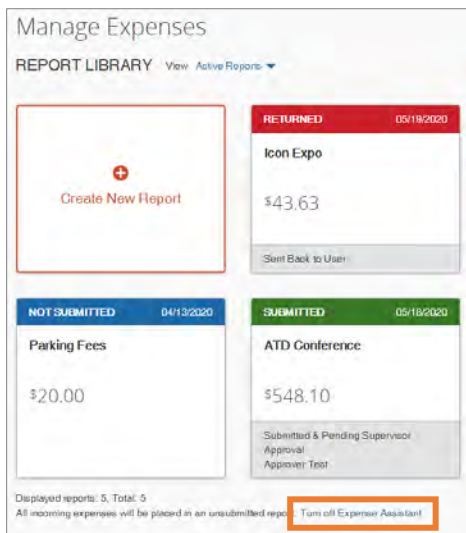 Manage Expenses
REPORT LIBRARY View Active Reports
Create New Report
RETURNED 05/19/2020
Icon Expo
$43.63
Sent Back to User
NOT SUBMITTED 04/13/2020
Parking Fees
$20.00
SUBMITTED 05/18/2020
ATD Conference
$548.10
Submitted & Pending Supervisor
Approval
Approver Test
Displayed reports: 5, Total: 5
All incoming expenses will be placed in an unsubmitted report. Turn off Expense Assistant